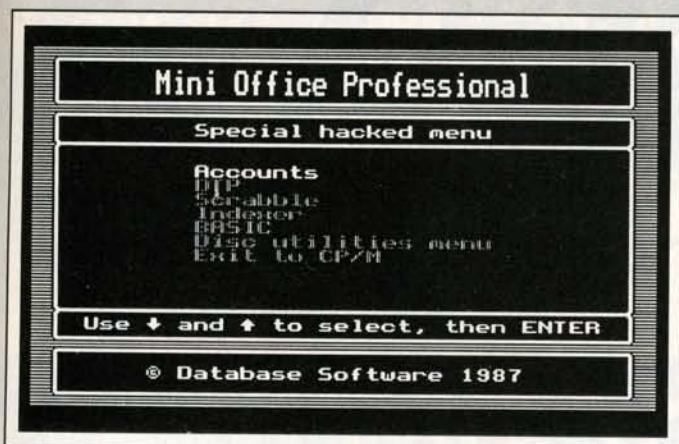 Mini Office Professional
Special hacked menu
Accounts
DTP
Scrabble
Indexer
BASIC
Disc utilities menu
Exit to CP/M
Use ↓ and ↑ to select, then ENTER
© Database Software 1987